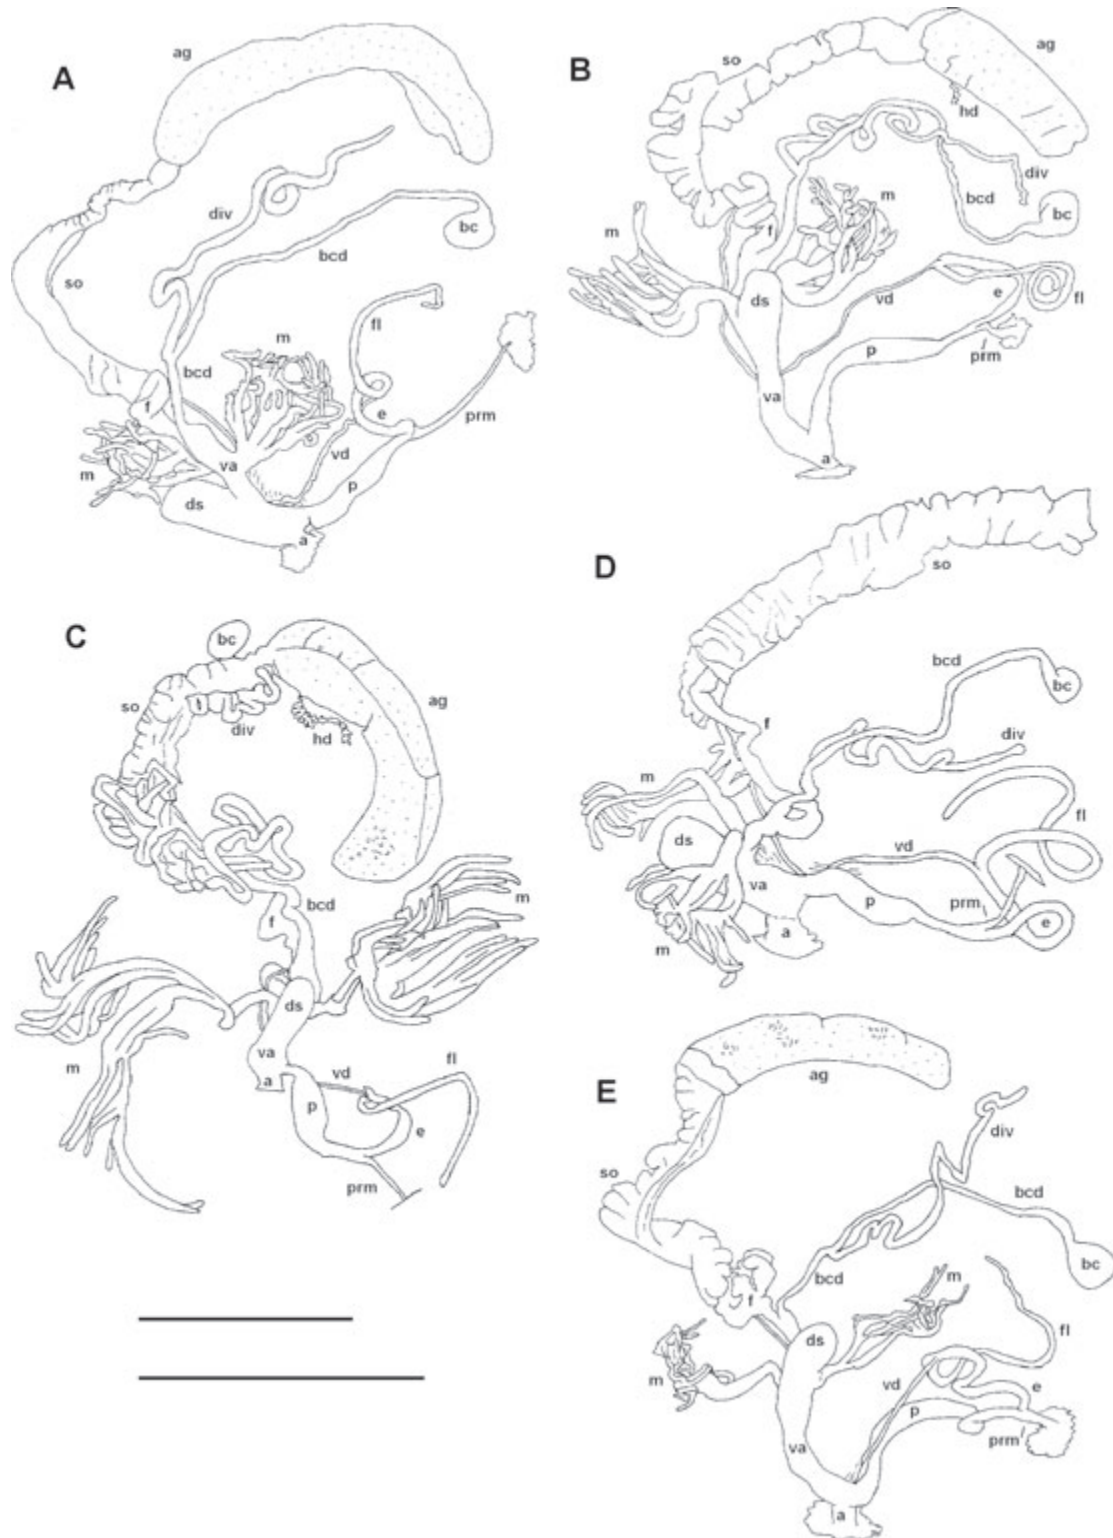 A
ag
div
bc
bcd
so
fl
m
bcd
f
e
prm
va
vd
m
p
ds
a
B
so
ag
hd
div
m
bcd
bc
m
f
ds
vd
e
fl
p
prm
va
a
C
bc
so
ag
div
hd
bcd
m
f
ds
m
va
a
vd
fl
p
e
prm
D
so
bcd
bc
f
div
m
fl
ds
vd
va
prm
p
e
a
m
E
ag
div
so
bcd
bc
bcd
m
f
fl
ds
m
vd
e
p
prm
va
a